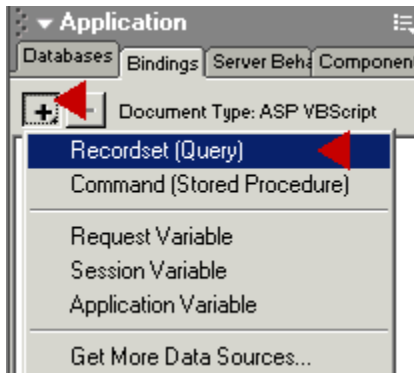 Application
Databases Bindings Server Beha Componen
+ - Document Type: ASP VBScript
Recordset (Query)
Command (Stored Procedure)
Request Variable
Session Variable
Application Variable
Get More Data Sources...